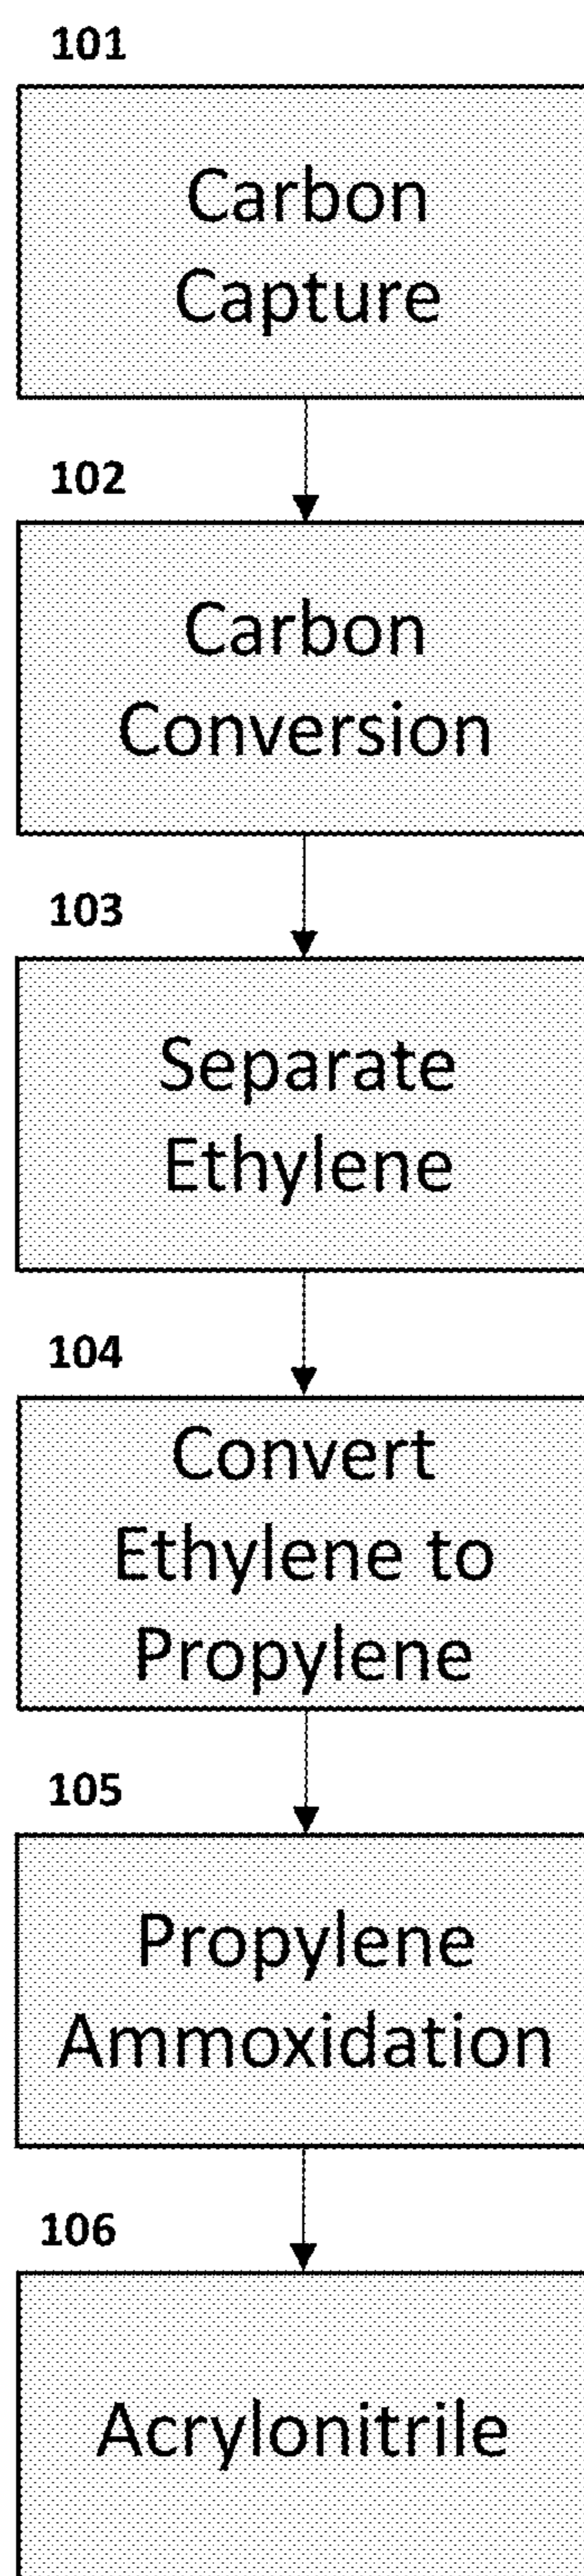 101
Carbon
Capture
102
Carbon
Conversion
103
Separate
Ethylene
104
Convert
Ethylene to
Propylene
105
Propylene
Ammoxidation
106
Acrylonitrile